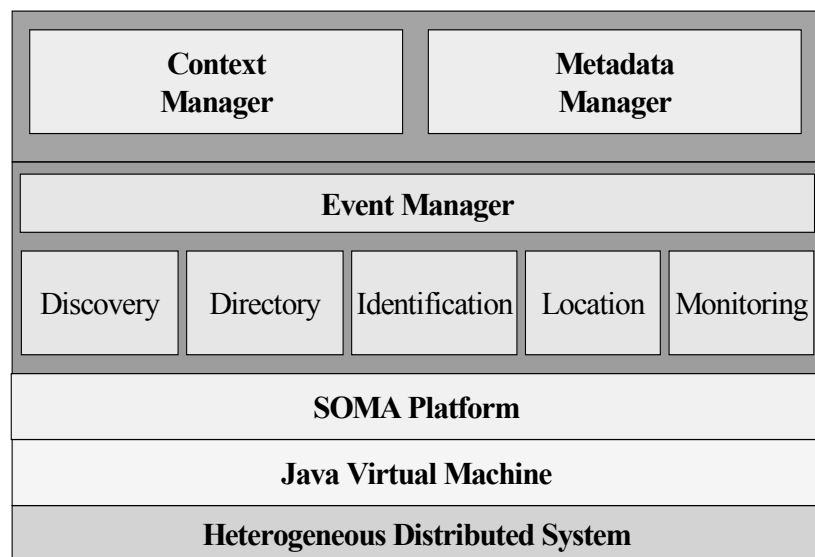 Context
Manager
Metadata
Manager
Event Manager
Discovery
Directory
Identification
Location
Monitoring
SOMA Platform
Java Virtual Machine
Heterogeneous Distributed System